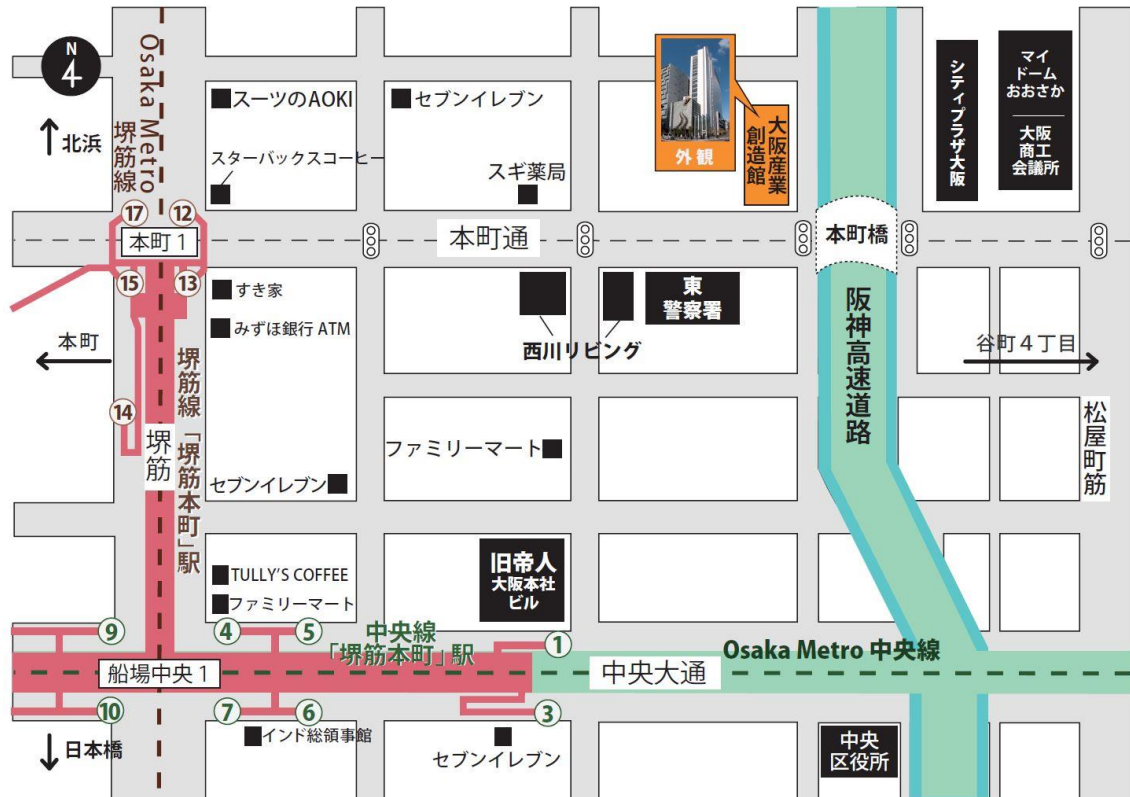 N
4
北浜
Osaka Metro
堺筋線
スーツのAOKI
セブンイレブン
スターバックスコーヒー
スギ薬局
外観
大阪産業
創造館
シティプラザ大阪
マイ
ドーム
おおさか
大阪
商工
会議所
17
12
本町1
本町通
本町橋
15
13
すき家
みずほ銀行 ATM
西川リビング
東
警察署
阪神高速道路
本町
谷町4丁目
14
堺筋
堺筋線
「堺筋本町」駅
ファミリーマート
セブンイレブン
松屋町筋
TULLY'S COFFEE
ファミリーマート
旧帝人
大阪本社
ビル
9
4
5
中央線
「堺筋本町」駅
1
Osaka Metro 中央線
船場中央1
中央大通
10
7
6
3
日本橋
インド総領事館
セブンイレブン
中央
区役所